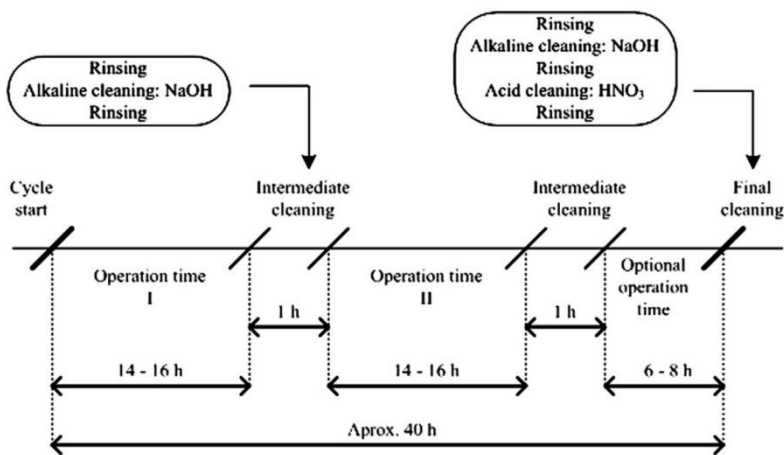 Rinsing
Alkaline cleaning: NaOH
Rinsing
Rinsing
Alkaline cleaning: NaOH
Rinsing
Acid cleaning: HNO₃
Rinsing
Cycle
start
Intermediate
cleaning
Intermediate
cleaning
Final
cleaning
Operation time
I
1 h
Operation time
II
1 h
Optional
operation
time
14 - 16 h
14 - 16 h
6 - 8 h
Aprox. 40 h